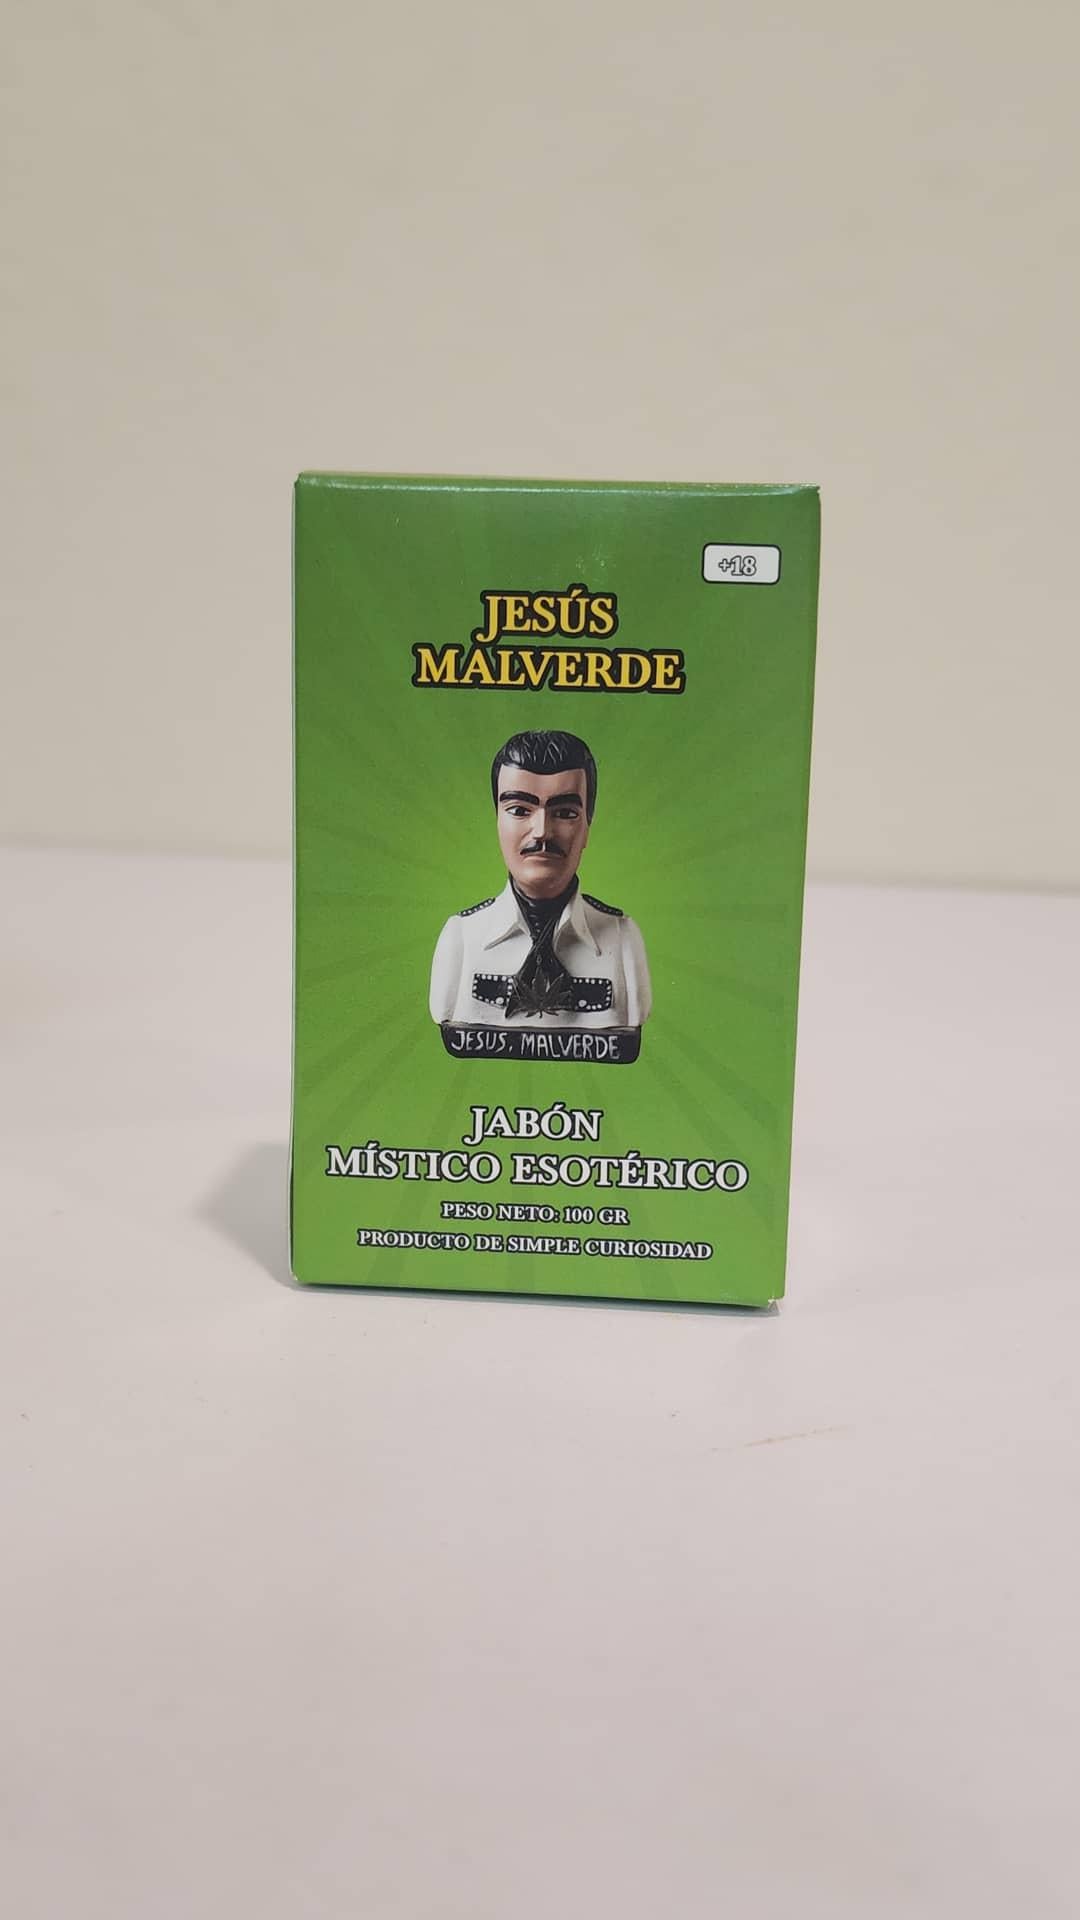 +18
JESÚS
MALVERDE
JESUS. MALVERDE
JABÓN
MÍSTICO ESOTÉRICO
PESO NETO: 100 GR
PRODUCTO DE SIMPLE CURIOSIDAD